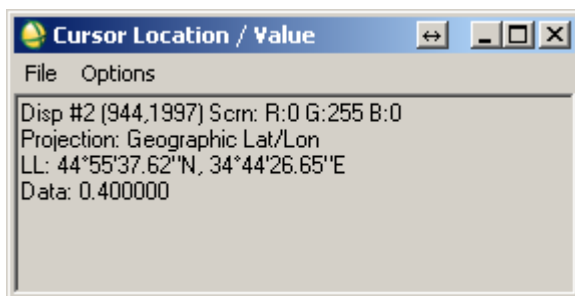 Cursor Location / Value
File Options
Disp #2 (944,1997) Scrn: R:0 G:255 B:0
Projection: Geographic Lat/Lon
LL: 44°55'37.62"N, 34°44'26.65"E
Data: 0.400000